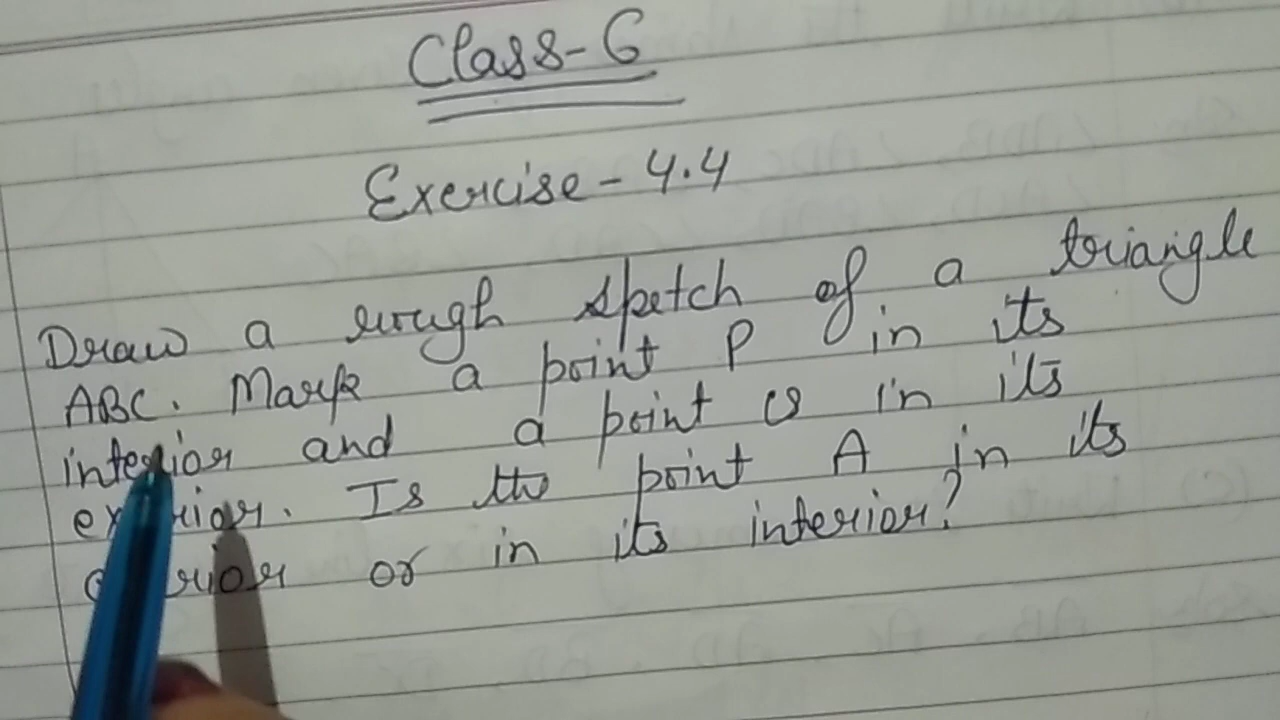 Class-6
Exercise-4.4
Draw a rough sketch of a triangle
ABC. Mark a point P in its
interior and a point Q in its
exterior. Is the point A in its
or in its interior?